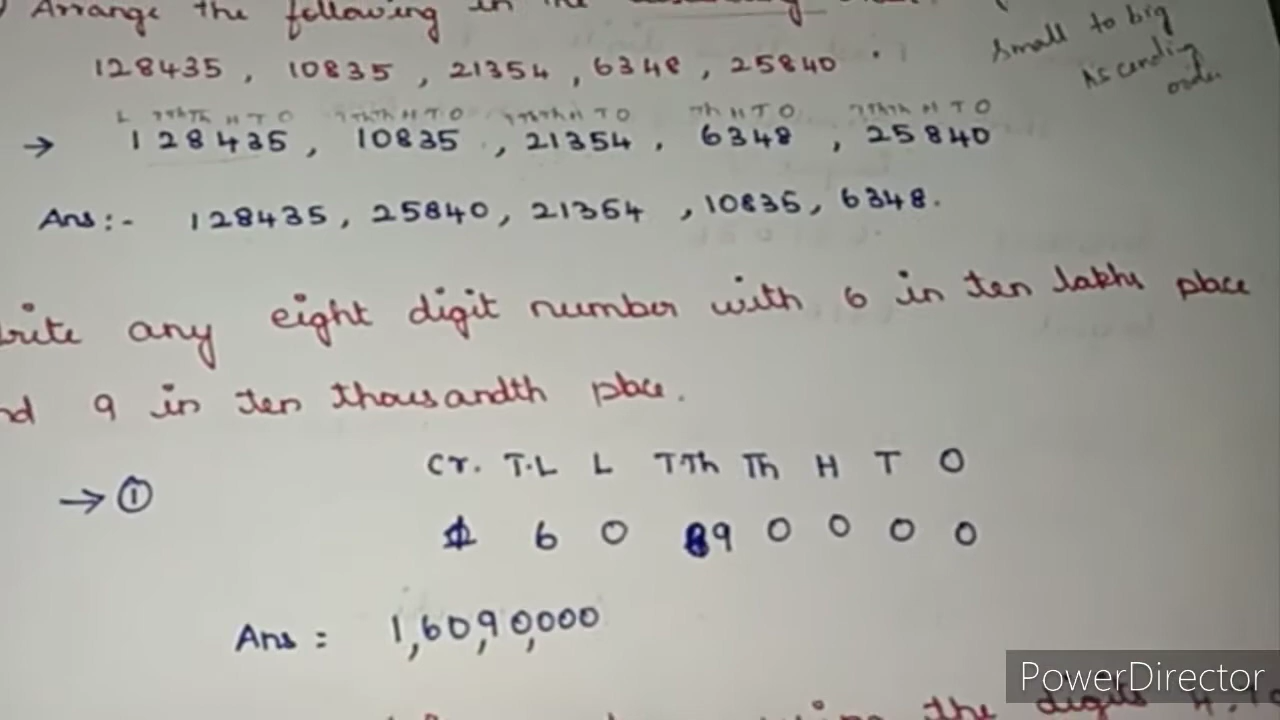 Arrange the following in the
small to big
128435, 10835, 21354, 6348, 25840.
Ascending
order
L TTh Th H T O TTh Th H T O TTh Th H T O Th H T O TTh Th H T O
→ 128435, 10835, 21354, 6348, 25840
Ans:- 128435, 25840, 21354, 10835, 6348.
any eight digit number with 6 in ten lakhs place
9 in ten thousandth place.
Cr. T.L L T.Th Th H T O
→ ① 1 6 0 9 0 0 0 0
Ans = 1,60,90,000
the digits
PowerDirector